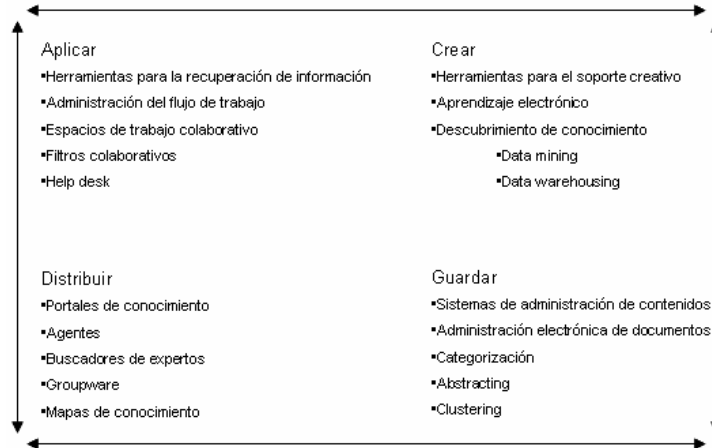 Aplicar
▪Herramientas para la recuperación de información
▪Administración del flujo de trabajo
▪Espacios de trabajo colaborativo
▪Filtros colaborativos
▪Help desk
Crear
▪Herramientas para el soporte creativo
▪Aprendizaje electrónico
▪Descubrimiento de conocimiento
▪Data mining
▪Data warehousing
Distribuir
▪Portales de conocimiento
▪Agentes
▪Buscadores de expertos
▪Groupware
▪Mapas de conocimiento
Guardar
▪Sistemas de administración de contenidos
▪Administración electrónica de documentos
▪Categorización
▪Abstracting
▪Clustering